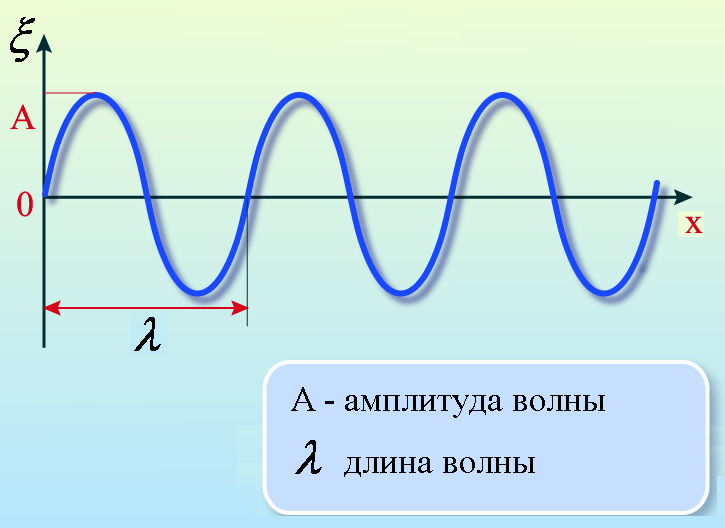 ξ
A
0
x
λ
A - амплитуда волны
λ длина волны